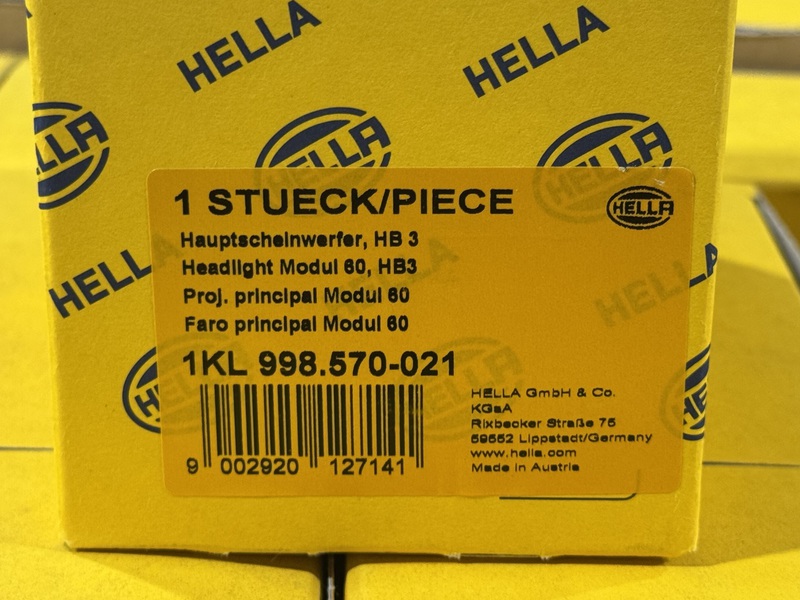 HELLA
HELLA
HELLA
HELLA
HELLA
1 STUECK/PIECE
HELLA
Hauptscheinwerfer, HB 3
Headlight Modul 60, HB3
Proj. principal Modul 60
Faro principal Modul 60
1KL 998.570-021
HELLA
HELLA
9 002920 127141
HELLA GmbH & Co.
KGaA
Rixbecker Straße 75
59552 Lippstadt/Germany
www.hella.com
Made in Austria